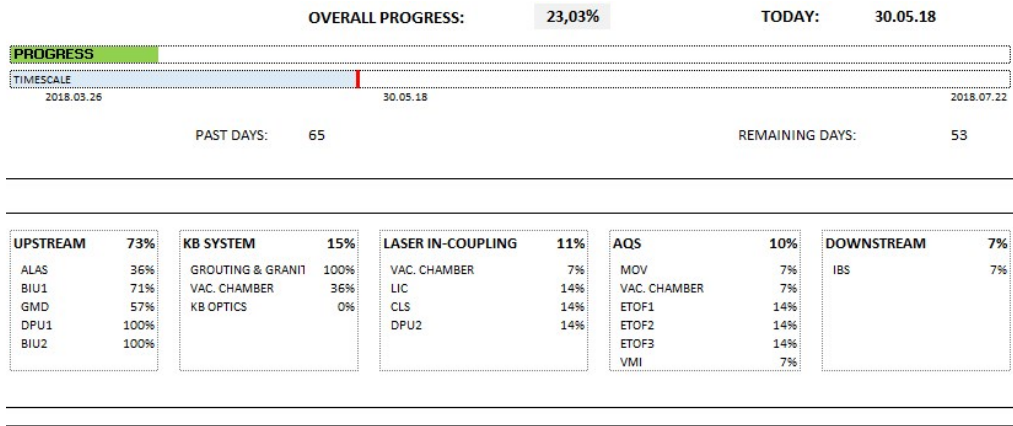 OVERALL PROGRESS: 23,03% TODAY: 30.05.18
PROGRESS
TIMESCALE
2018.03.26 30.05.18 2018.07.22
PAST DAYS: 65 REMAINING DAYS: 53
UPSTREAM 73%
ALAS 36%
BIU1 71%
GMD 57%
DPU1 100%
BIU2 100%
KB SYSTEM 15%
GROUTING & GRANIT 100%
VAC. CHAMBER 36%
KB OPTICS 0%
LASER IN-COUPLING 11%
VAC. CHAMBER 7%
LIC 14%
CLS 14%
DPU2 14%
AQS 10%
MOV 7%
VAC. CHAMBER 7%
ETOF1 14%
ETOF2 14%
ETOF3 14%
VMI 7%
DOWNSTREAM 7%
IBS 7%